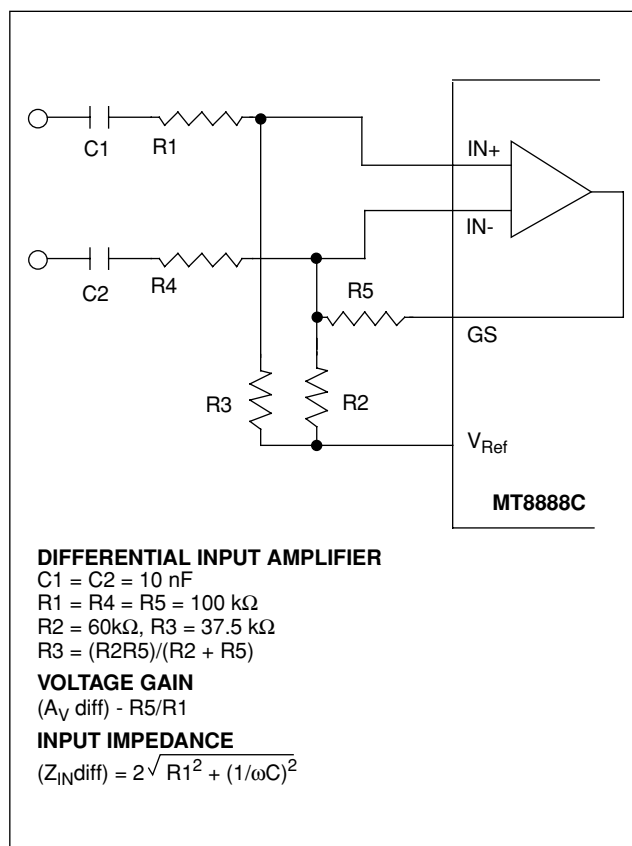 C1
R1
IN+
IN-
C2
R4
R5
GS
R3
R2
VRef
MT8888C
DIFFERENTIAL INPUT AMPLIFIER
C1 = C2 = 10 nF
R1 = R4 = R5 = 100 kΩ
R2 = 60kΩ, R3 = 37.5 kΩ
R3 = (R2R5)/(R2 + R5)
VOLTAGE GAIN
(AV diff) - R5/R1
INPUT IMPEDANCE
(ZINdiff) = 2√R1² + (1/ωC)²